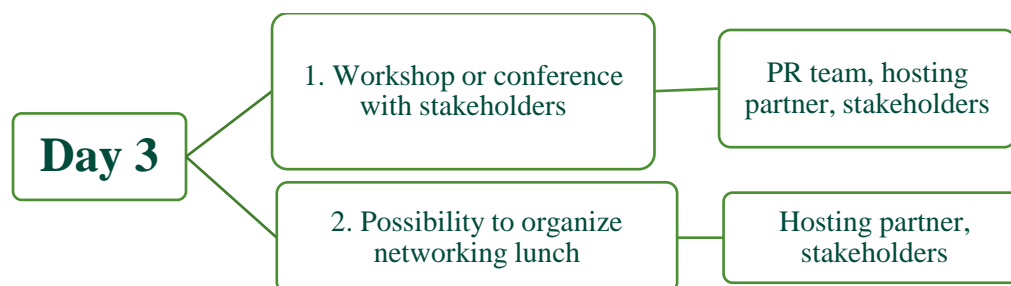 Day 3
1. Workshop or conference
with stakeholders
PR team, hosting
partner, stakeholders
2. Possibility to organize
networking lunch
Hosting partner,
stakeholders